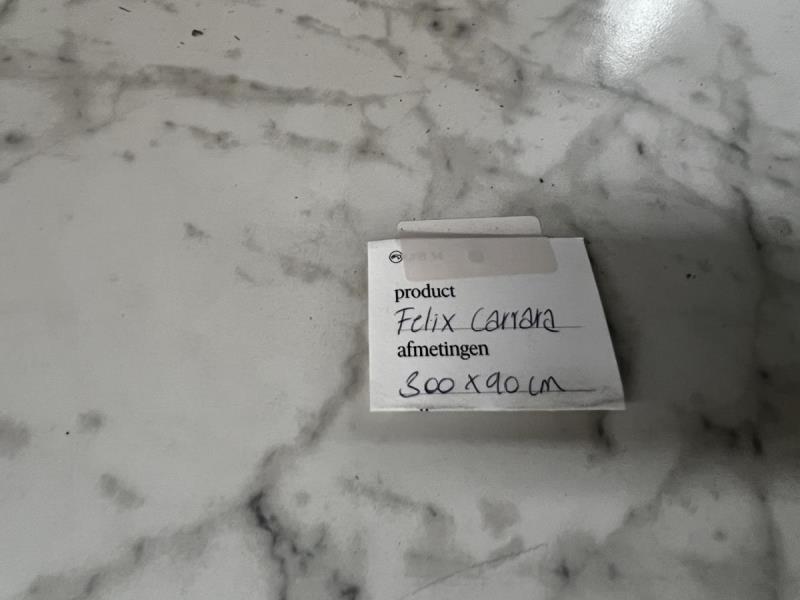 product
Felix Carrara
afmetingen
300 x 90 cm